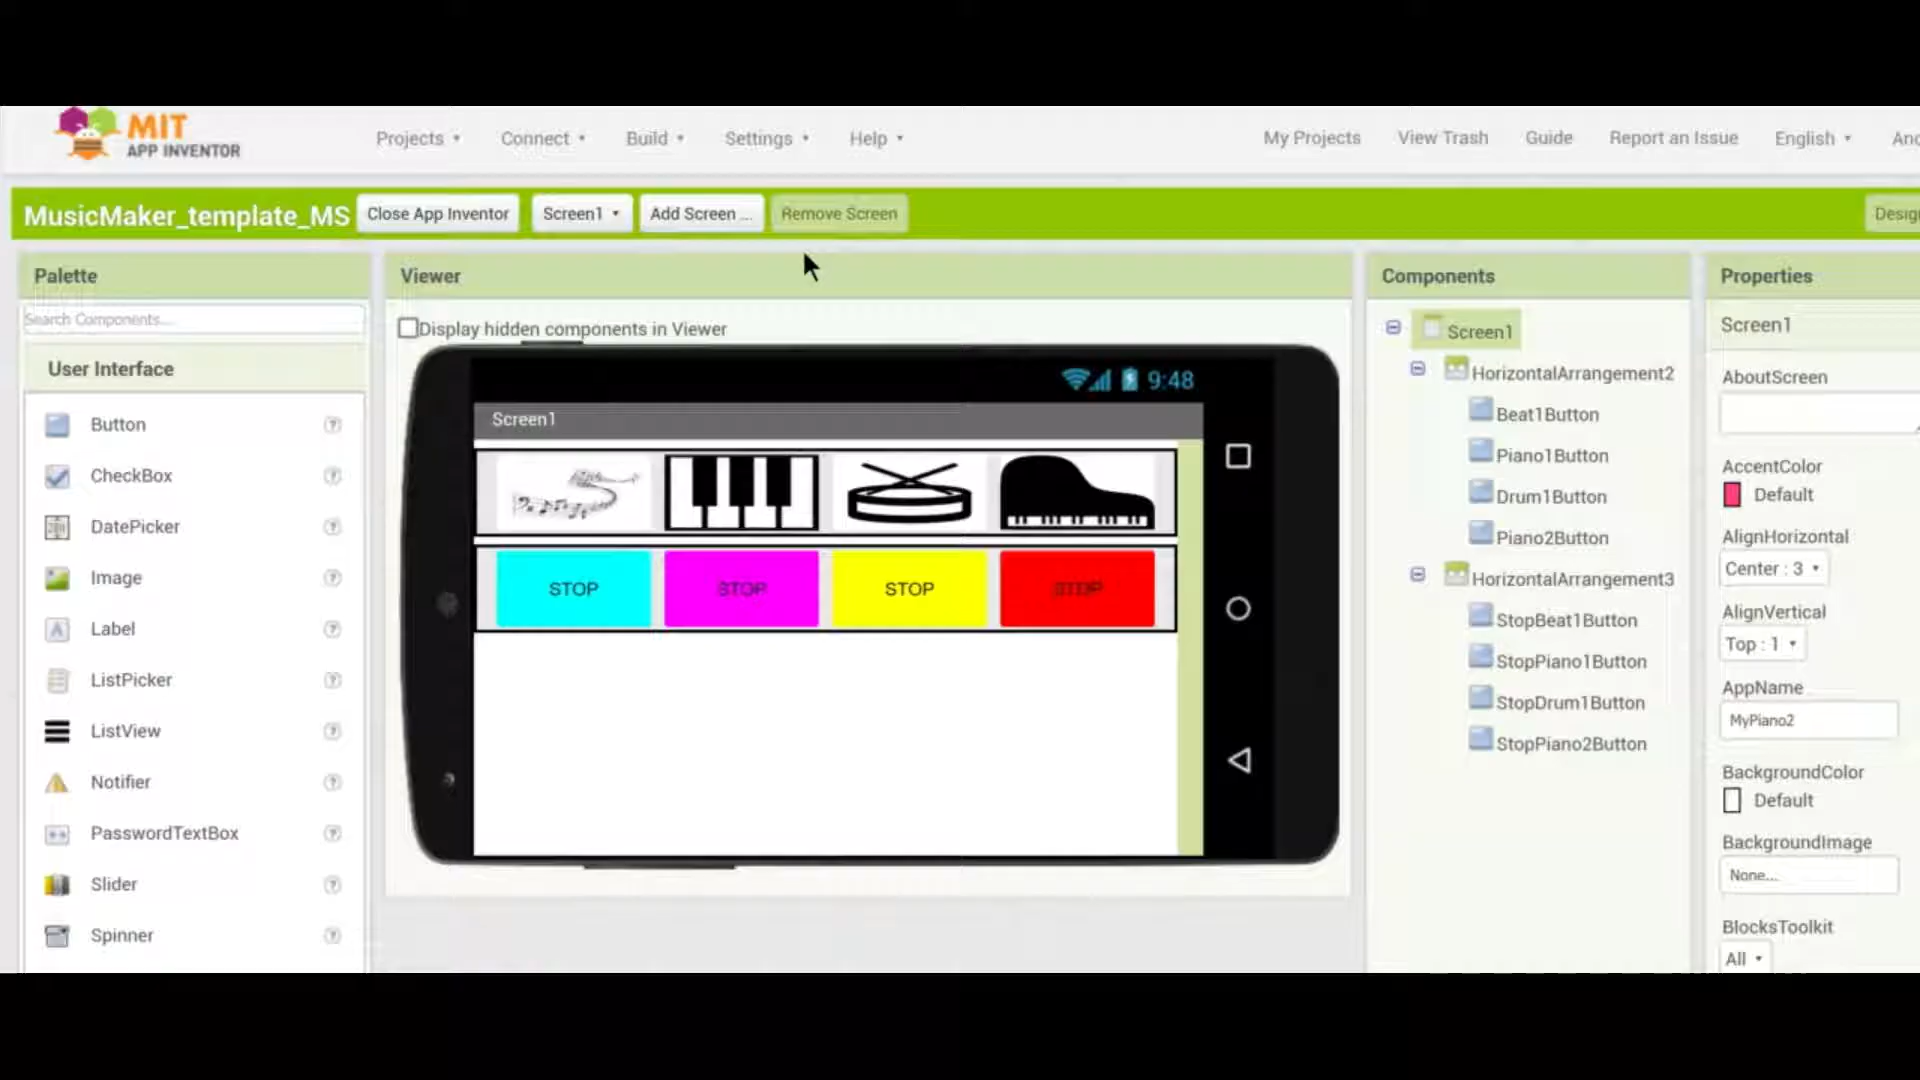 MIT
APP INVENTOR
Projects
Connect
Build
Settings
Help
My Projects
View Trash
Guide
Report an Issue
English
MusicMaker_template_MS
Close App Inventor
Screen1
Add Screen ...
Remove Screen
Palette
Search Components...
User Interface
Button
CheckBox
DatePicker
Image
Label
ListPicker
ListView
Notifier
PasswordTextBox
Slider
Spinner
Viewer
Display hidden components in Viewer
9:48
Screen1
STOP
STOP
STOP
STOP
Components
Screen1
HorizontalArrangement2
Beat1Button
Piano1Button
Drum1Button
Piano2Button
HorizontalArrangement3
StopBeat1Button
StopPiano1Button
StopDrum1Button
StopPiano2Button
Properties
Screen1
AboutScreen
AccentColor
Default
AlignHorizontal
Center : 3
AlignVertical
Top : 1
AppName
MyPiano2
BackgroundColor
Default
BackgroundImage
None...
BlocksToolkit
All